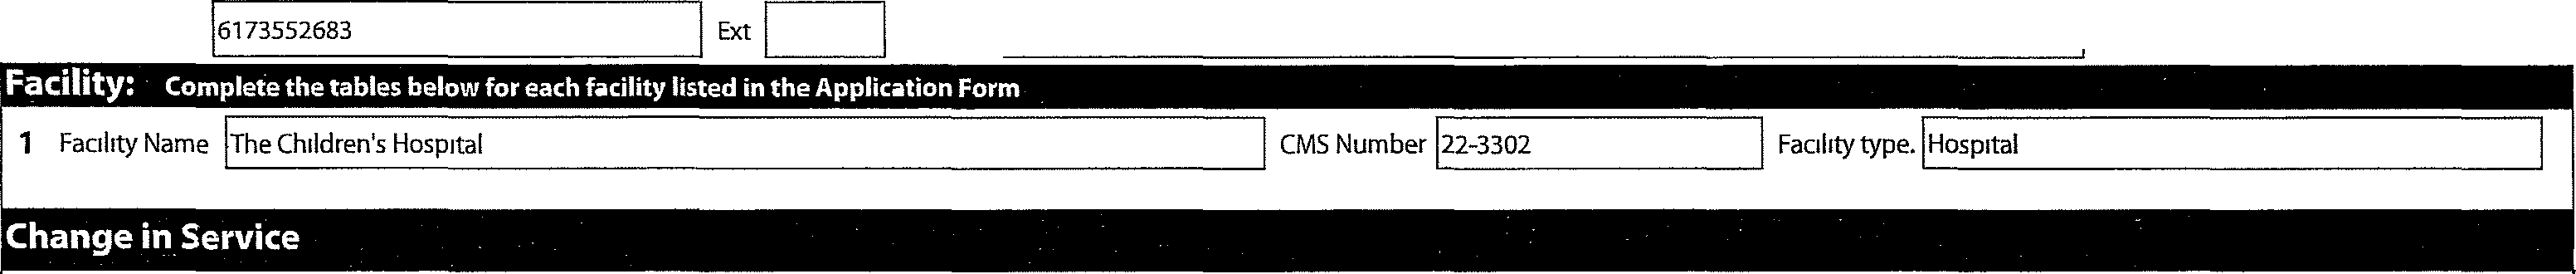 6173552683 Ext
Facility: Complete the tables below for each facility listed in the Application Form
1 Facility Name The Children's Hospital CMS Number 22-3302 Facility type. Hospital
Change in Service